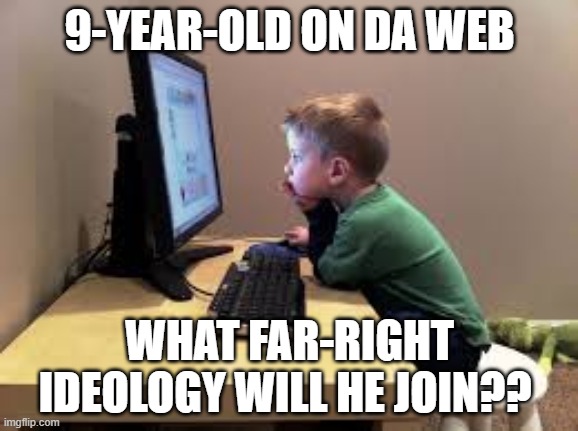 9-YEAR-OLD ON DA WEB
WHAT FAR-RIGHT
IDEOLOGY WILL HE JOIN??
imgflip.com